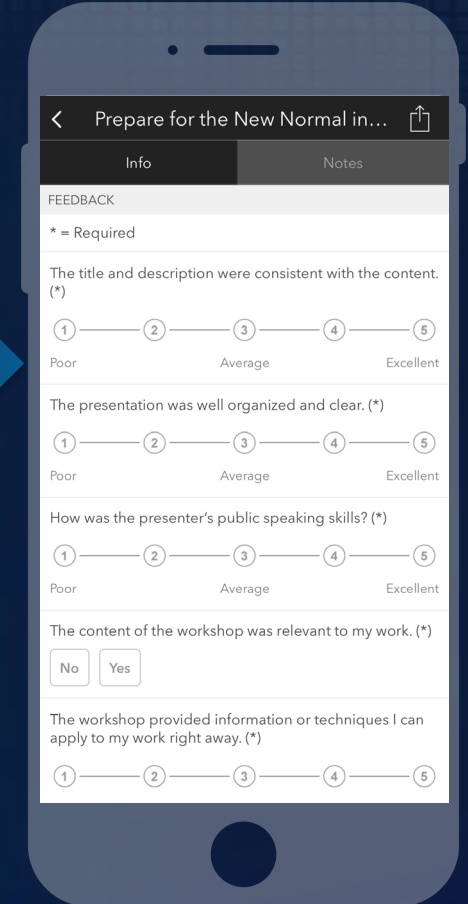 Prepare for the New Normal in...
Info Notes
FEEDBACK
* = Required
The title and description were consistent with the content.
(*)
1 2 3 4 5
Poor Average Excellent
The presentation was well organized and clear. (*)
1 2 3 4 5
Poor Average Excellent
How was the presenter's public speaking skills? (*)
1 2 3 4 5
Poor Average Excellent
The content of the workshop was relevant to my work. (*)
No Yes
The workshop provided information or techniques I can
apply to my work right away. (*)
1 2 3 4 5